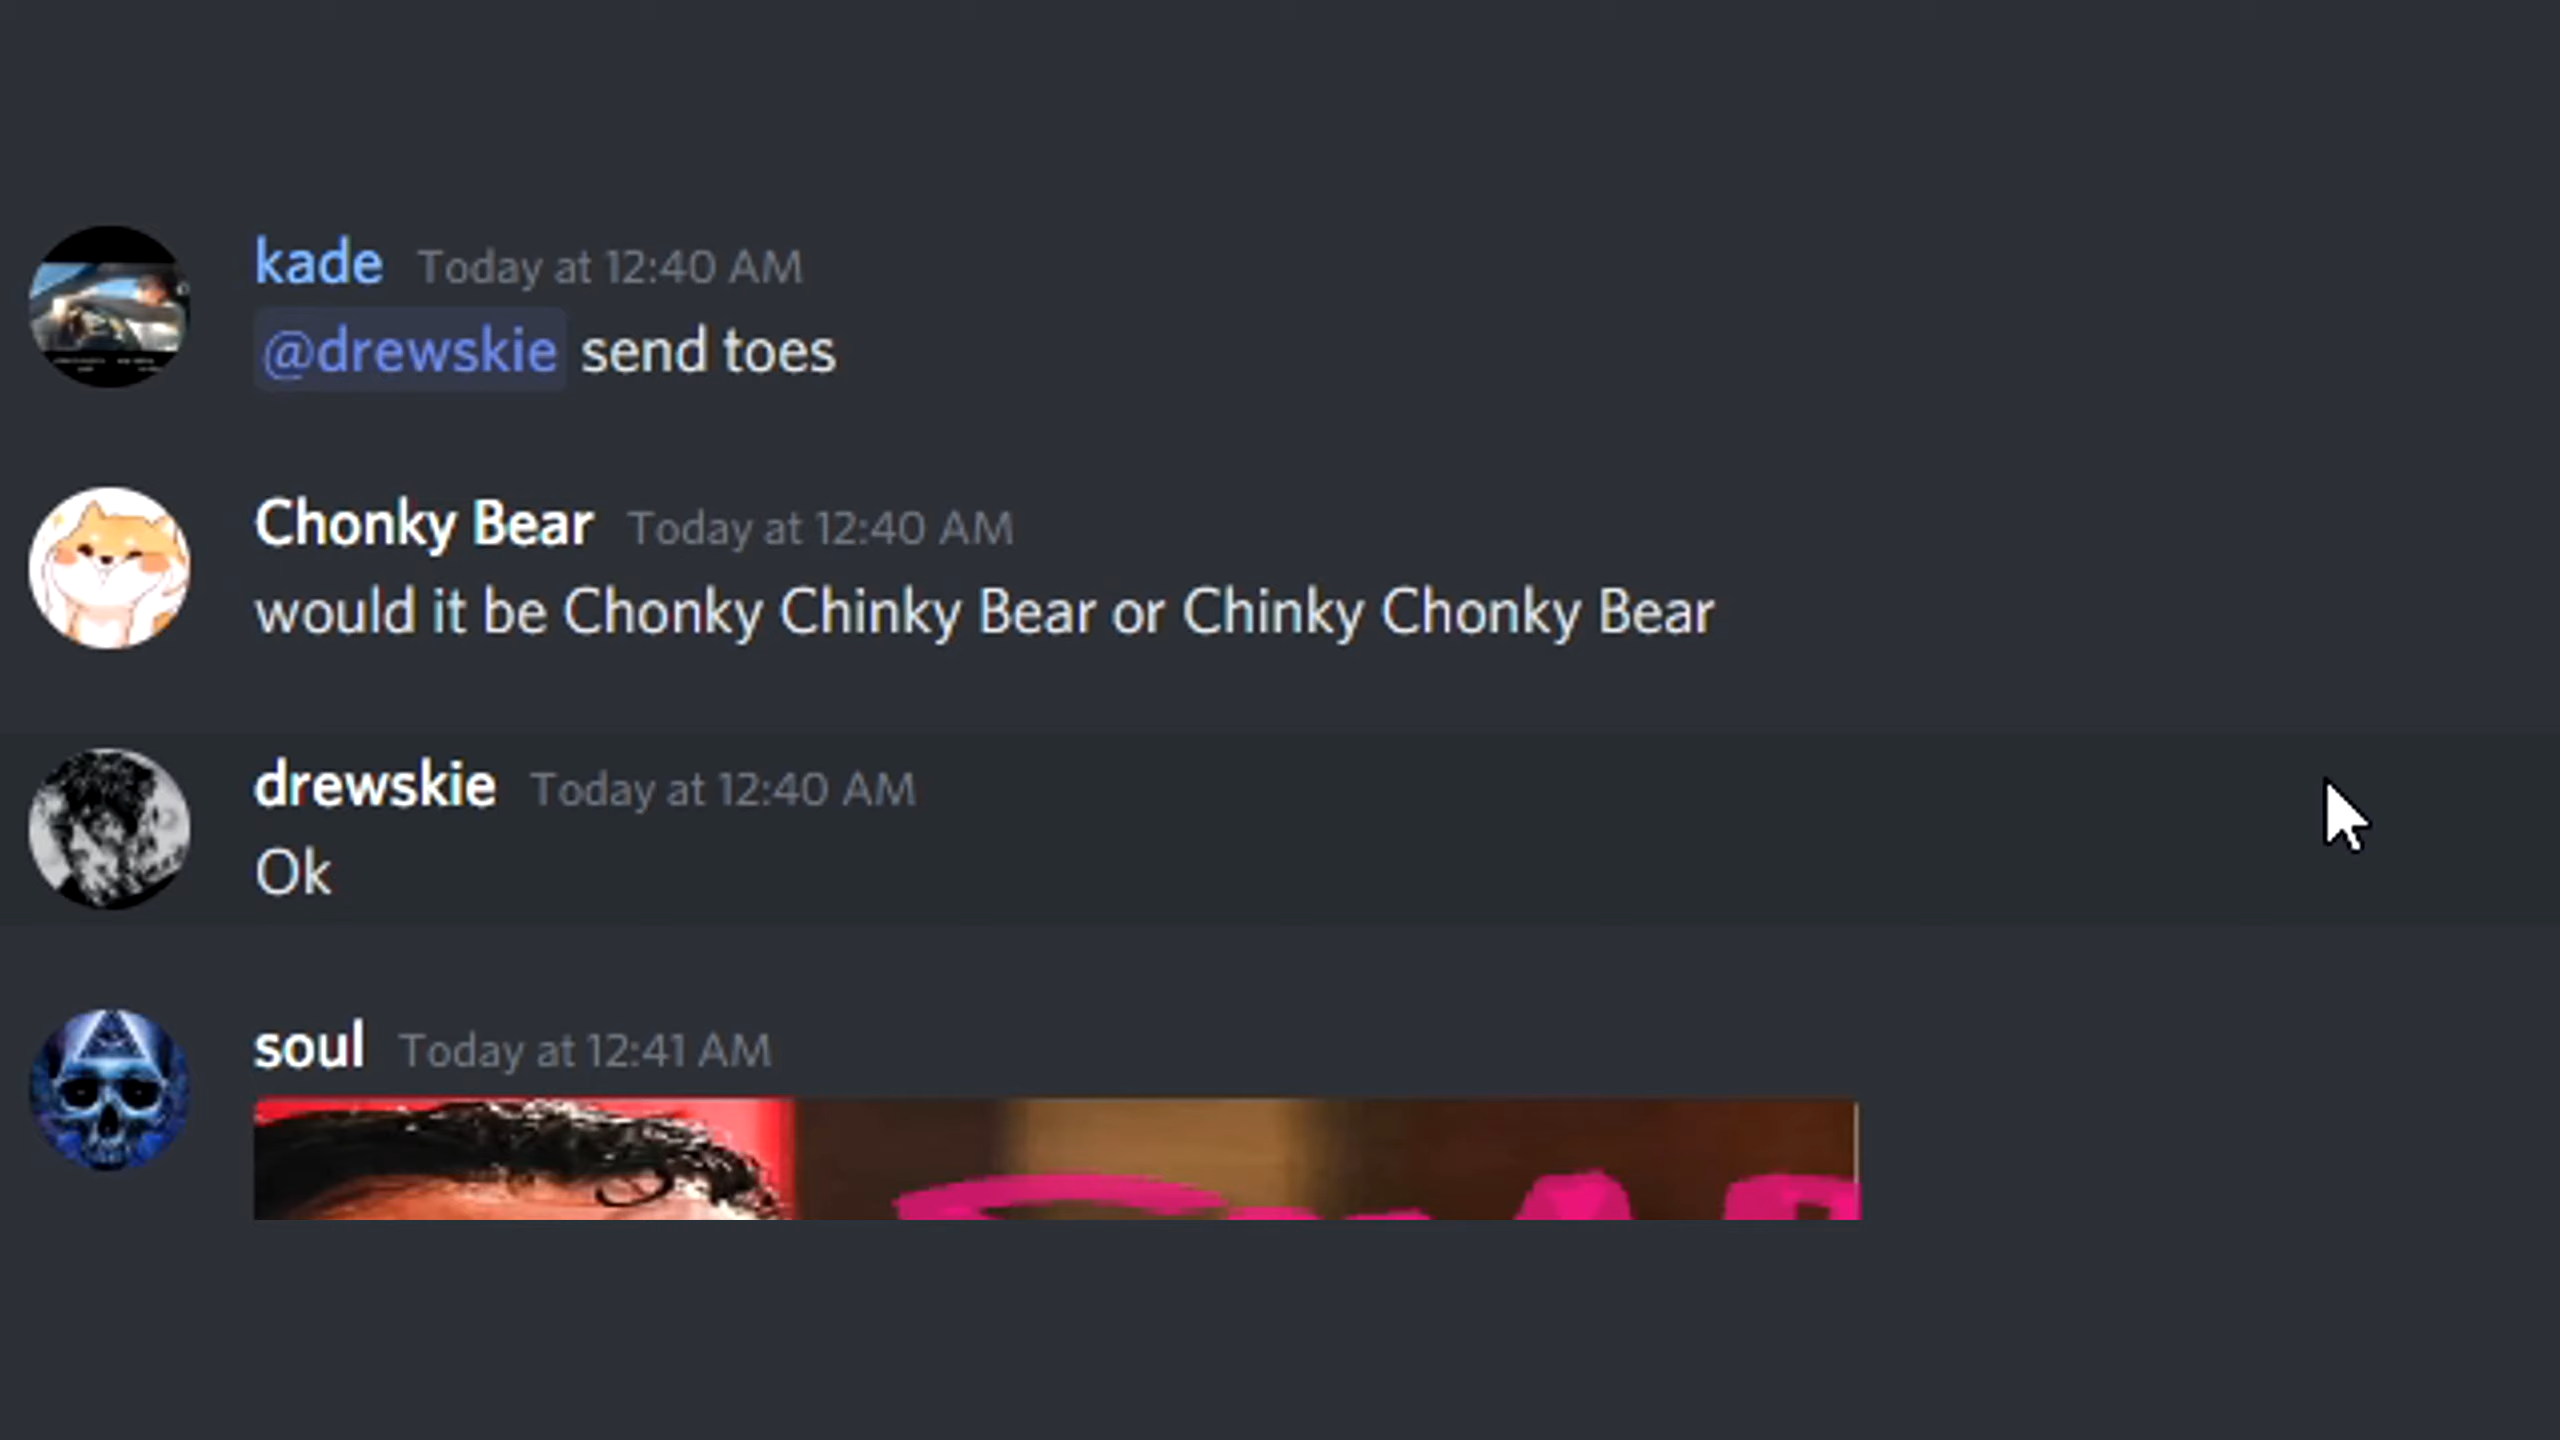 kade Today at 12:40 AM
@drewskie send toes
Chonky Bear Today at 12:40 AM
would it be Chonky Chinky Bear or Chinky Chonky Bear
drewskie Today at 12:40 AM
Ok
soul Today at 12:41 AM